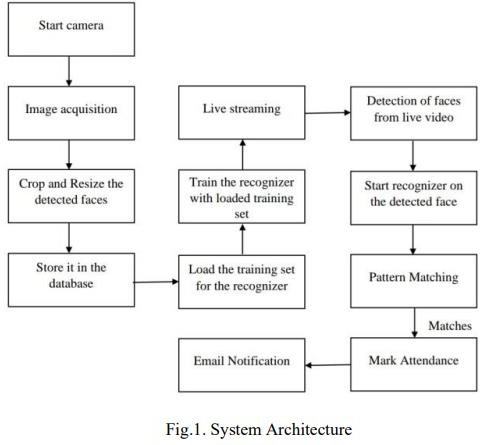 Start camera
Image acquisition
Crop and Resize the
detected faces
Store it in the
database
Load the training set
for the recognizer
Train the recognizer
with loaded training
set
Live streaming
Detection of faces
from live video
Start recognizer on
the detected face
Pattern Matching
Matches
Mark Attendance
Email Notification
Fig.1. System Architecture